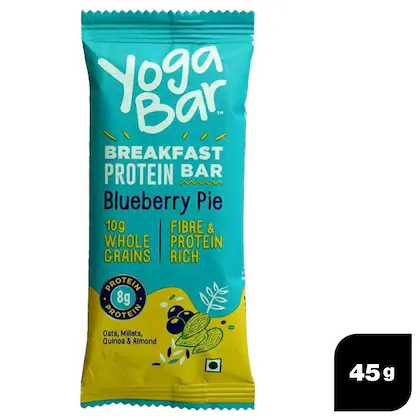 Yoga
Bar™
BREAKFAST
PROTEIN BAR
Blueberry Pie
10g WHOLE GRAINS
FIBRE & PROTEIN RICH
PROTEIN
8g
PROTEIN
Oats, Millets,
Quinoa & Almond
45g